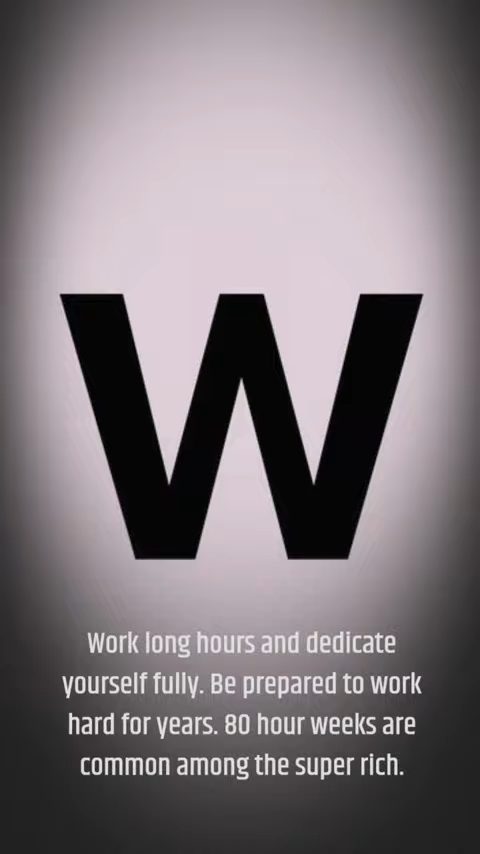 W
Work long hours and dedicate
yourself fully. Be prepared to work
hard for years. 80 hour weeks are
common among the super rich.